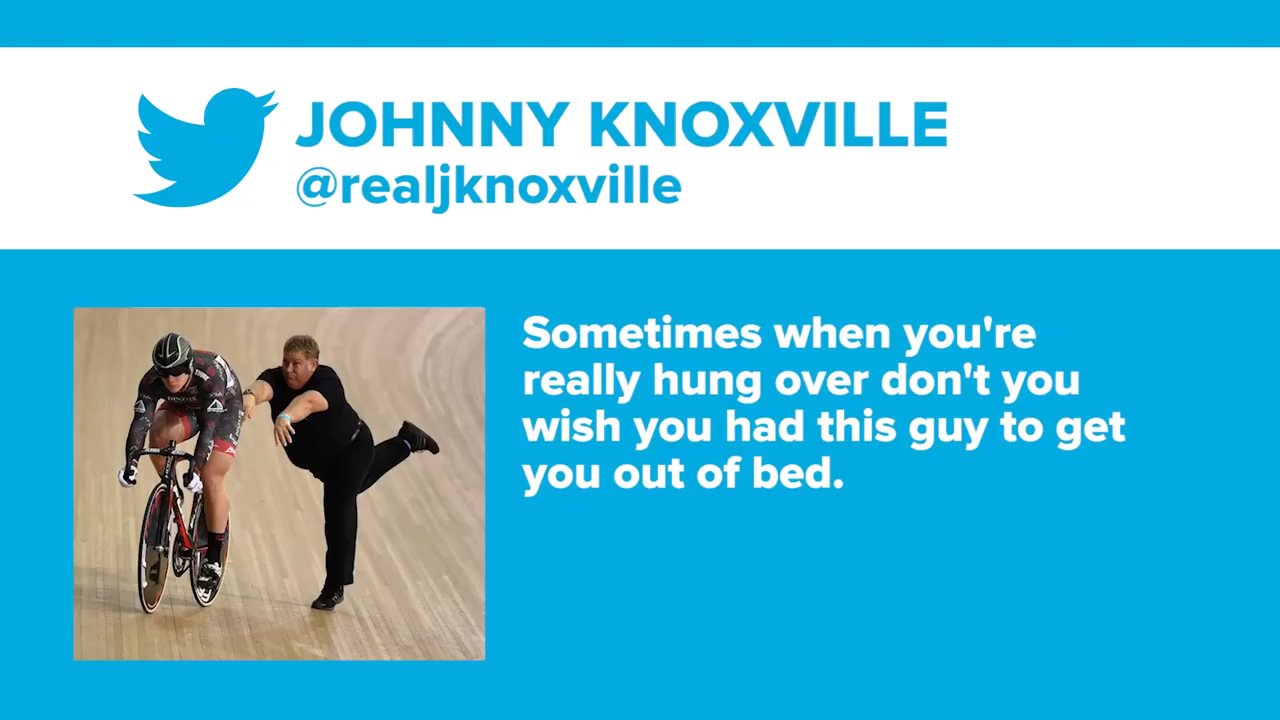 JOHNNY KNOXVILLE
@realjknoxville
Sometimes when you're
really hung over don't you
wish you had this guy to get
you out of bed.